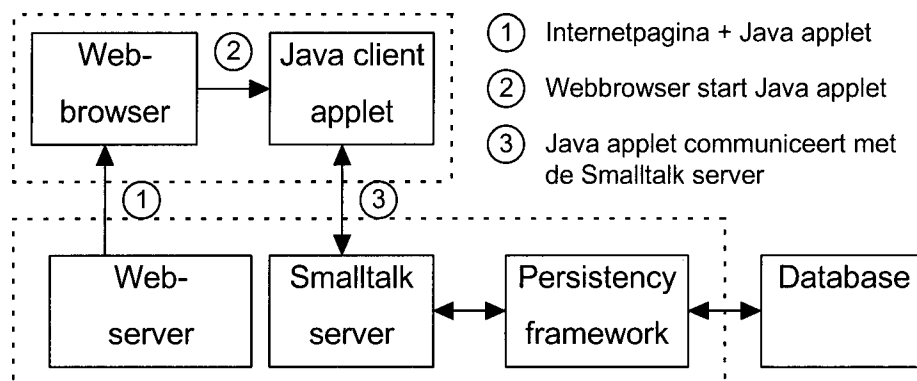 Web-
browser
2
Java client
applet
1 Internetpagina + Java applet
2 Webbrowser start Java applet
3 Java applet communiceert met
de Smalltalk server
1
3
Web-
server
Smalltalk
server
Persistency
framework
Database